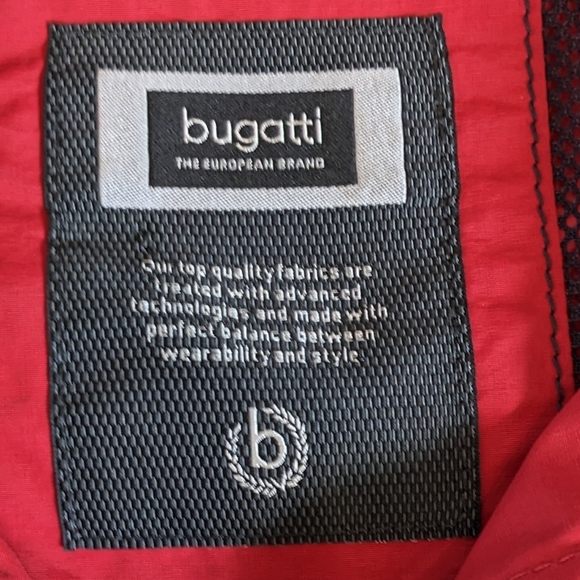 bugatti
THE EUROPEAN BRAND
Our top quality fabrics are
treated with advanced
technologies and made with
perfect balance between
wearability and style
b